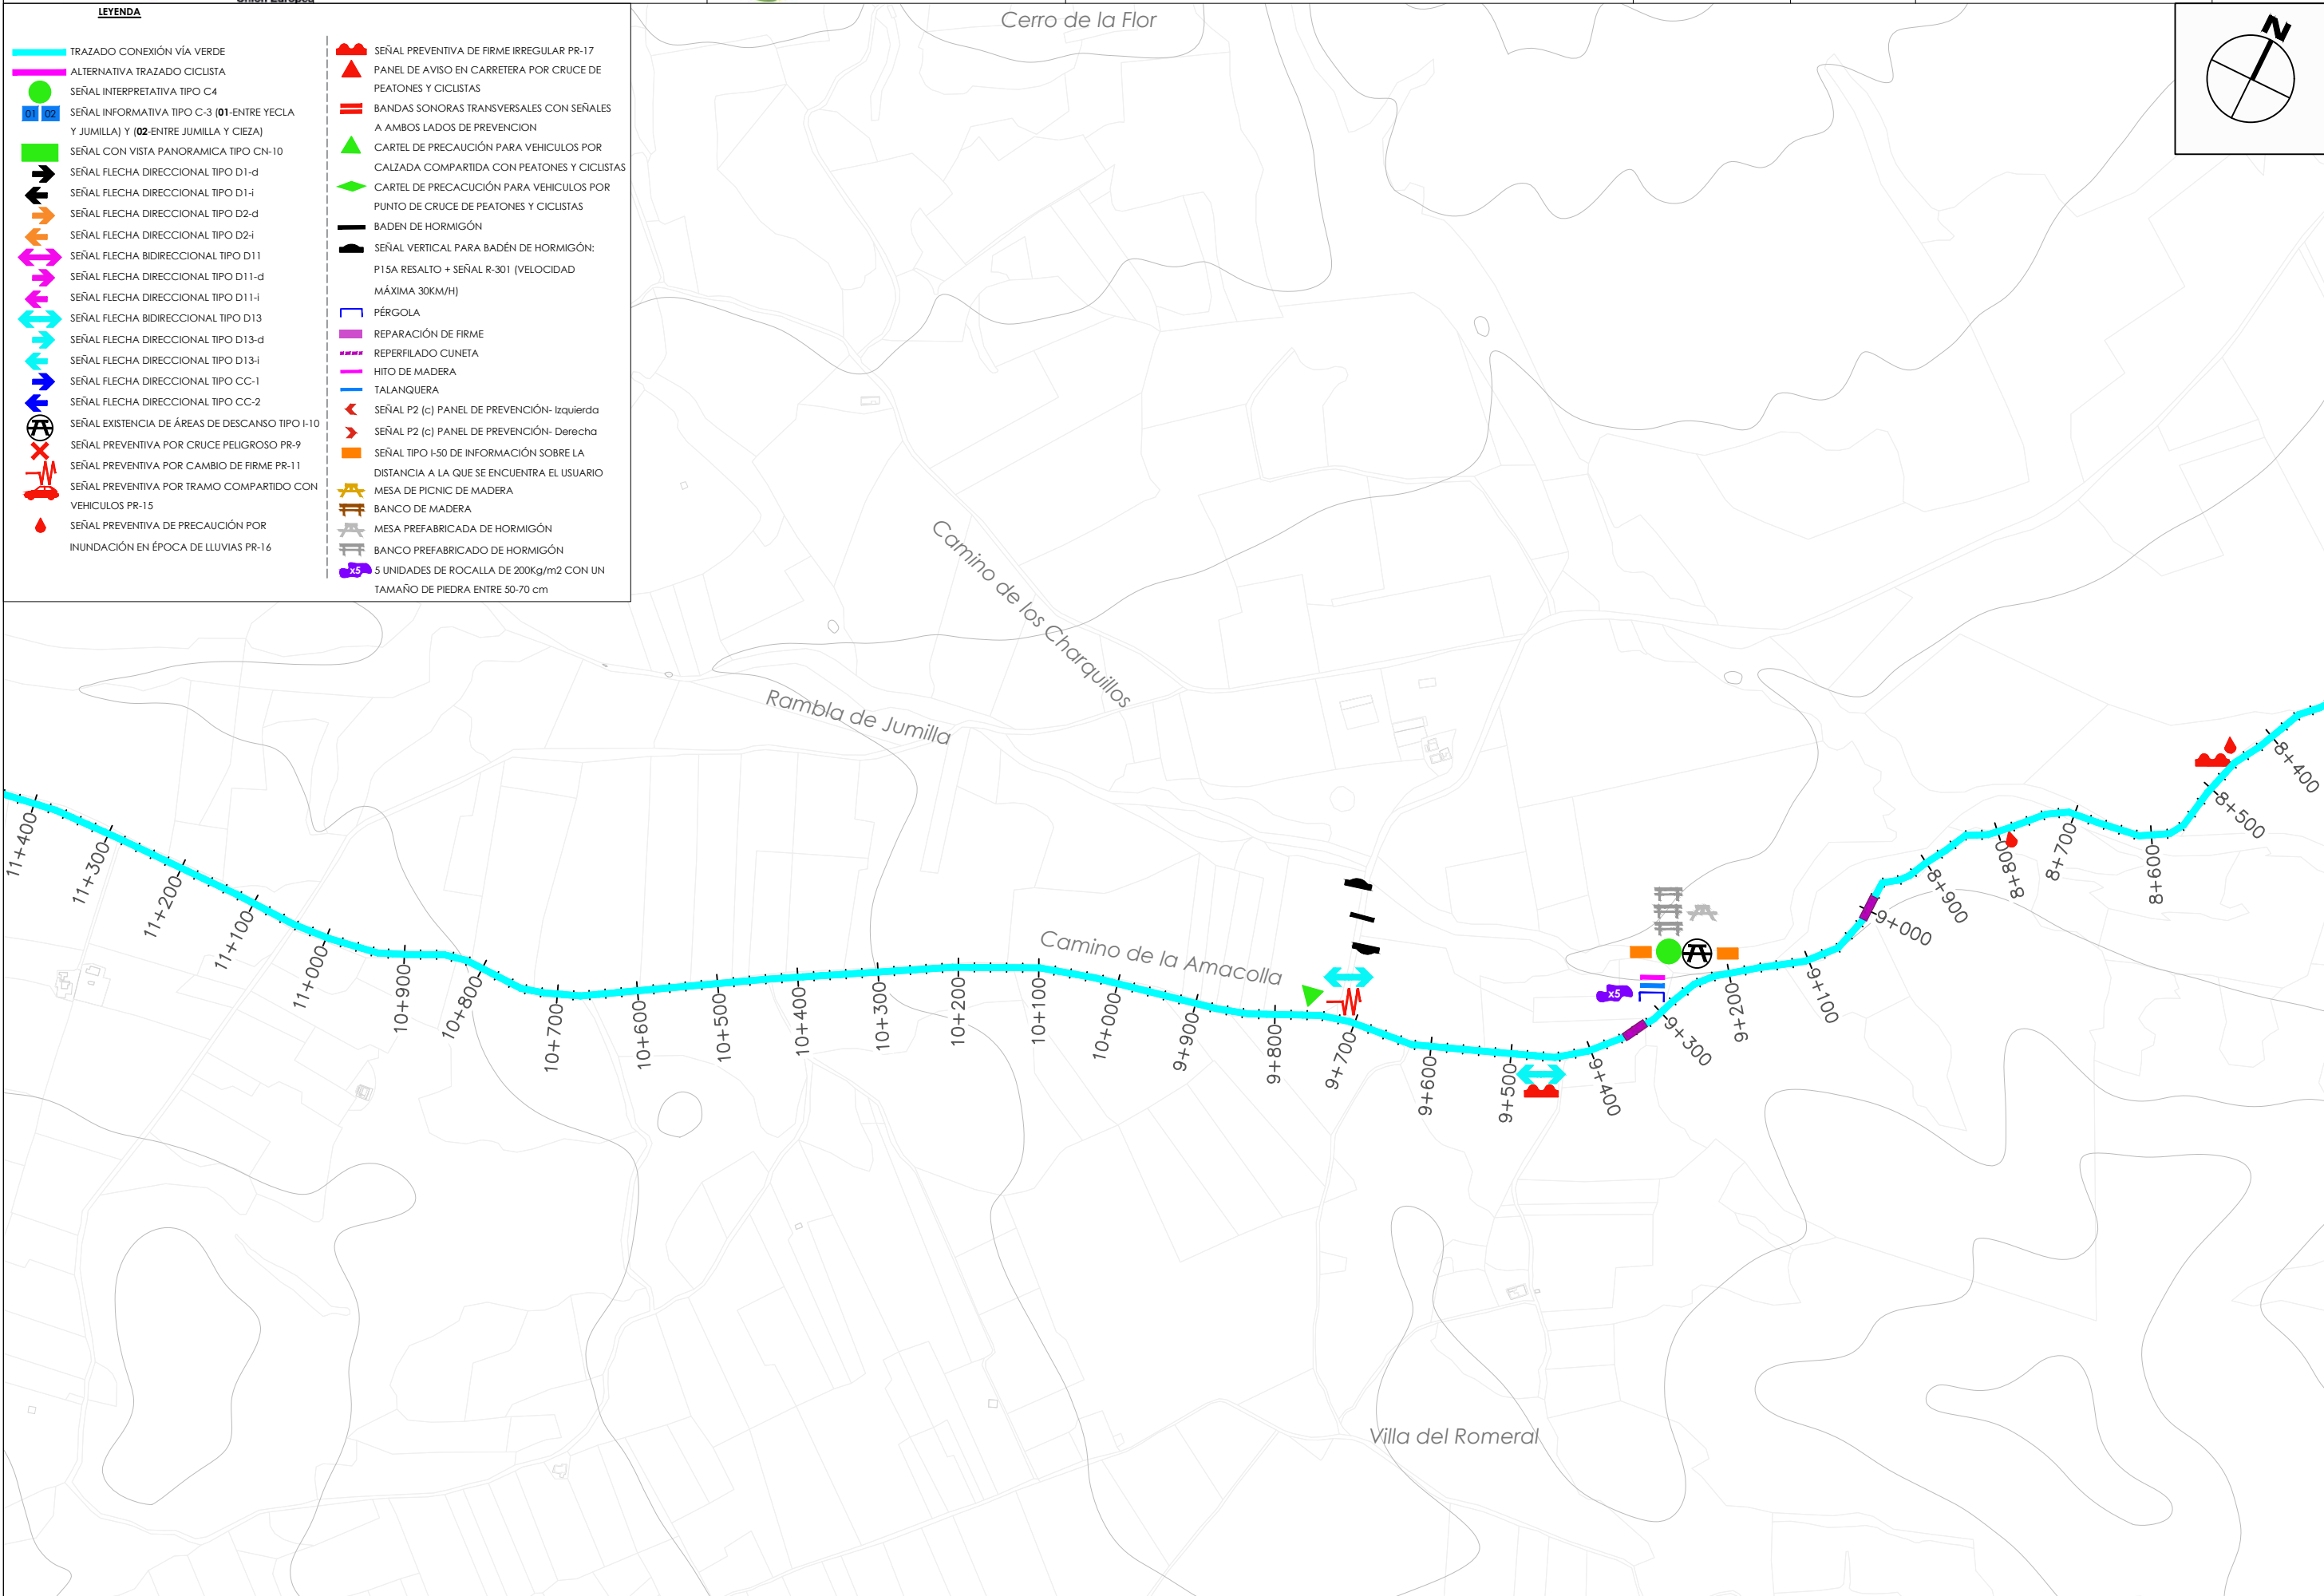 LEYENDA
TRAZADO CONEXIÓN VÍA VERDE
ALTERNATIVA TRAZADO CICLISTA
SEÑAL INTERPRETATIVA TIPO C4
01 02 SEÑAL INFORMATIVA TIPO C-3 (01-ENTRE YECLA
Y JUMILLA) Y (02-ENTRE JUMILLA Y CIEZA)
SEÑAL CON VISTA PANORAMICA TIPO CN-10
SEÑAL FLECHA DIRECCIONAL TIPO D1-d
SEÑAL FLECHA DIRECCIONAL TIPO D1-i
SEÑAL FLECHA DIRECCIONAL TIPO D2-d
SEÑAL FLECHA DIRECCIONAL TIPO D2-i
SEÑAL FLECHA BIDIRECCIONAL TIPO D11
SEÑAL FLECHA DIRECCIONAL TIPO D11-d
SEÑAL FLECHA DIRECCIONAL TIPO D11-i
SEÑAL FLECHA BIDIRECCIONAL TIPO D13
SEÑAL FLECHA DIRECCIONAL TIPO D13-d
SEÑAL FLECHA DIRECCIONAL TIPO D13-i
SEÑAL FLECHA DIRECCIONAL TIPO CC-1
SEÑAL FLECHA DIRECCIONAL TIPO CC-2
SEÑAL EXISTENCIA DE ÁREAS DE DESCANSO TIPO I-10
SEÑAL PREVENTIVA POR CRUCE PELIGROSO PR-9
SEÑAL PREVENTIVA POR CAMBIO DE FIRME PR-11
SEÑAL PREVENTIVA POR TRAMO COMPARTIDO CON
VEHICULOS PR-15
SEÑAL PREVENTIVA DE PRECAUCIÓN POR
INUNDACIÓN EN ÉPOCA DE LLUVIAS PR-16
SEÑAL PREVENTIVA DE FIRME IRREGULAR PR-17
PANEL DE AVISO EN CARRETERA POR CRUCE DE
PEATONES Y CICLISTAS
BANDAS SONORAS TRANSVERSALES CON SEÑALES
A AMBOS LADOS DE PREVENCION
CARTEL DE PRECAUCIÓN PARA VEHICULOS POR
CALZADA COMPARTIDA CON PEATONES Y CICLISTAS
CARTEL DE PRECACUCIÓN PARA VEHICULOS POR
PUNTO DE CRUCE DE PEATONES Y CICLISTAS
BADEN DE HORMIGÓN
SEÑAL VERTICAL PARA BADÉN DE HORMIGÓN:
P15A RESALTO + SEÑAL R-301 (VELOCIDAD
MÁXIMA 30KM/H)
PÉRGOLA
REPARACIÓN DE FIRME
REPERFILADO CUNETA
HITO DE MADERA
TALANQUERA
SEÑAL P2 (c) PANEL DE PREVENCIÓN- Izquierda
SEÑAL P2 (c) PANEL DE PREVENCIÓN- Derecha
SEÑAL TIPO I-50 DE INFORMACIÓN SOBRE LA
DISTANCIA A LA QUE SE ENCUENTRA EL USUARIO
MESA DE PICNIC DE MADERA
BANCO DE MADERA
MESA PREFABRICADA DE HORMIGÓN
BANCO PREFABRICADO DE HORMIGÓN
x5 5 UNIDADES DE ROCALLA DE 200Kg/m2 CON UN
TAMAÑO DE PIEDRA ENTRE 50-70 cm
N
Cerro de la Flor
Camino de los Charquillos
Rambla de Jumilla
Camino de la Amacolla
Villa del Romeral
x5
11+400
11+300
11+200
11+100
11+000
10+900
10+800
10+700
10+600
10+500
10+400
10+300
10+200
10+100
10+000
9+900
9+800
9+700
9+600
9+500
9+400
9+300
9+200
9+100
9+000
8+900
8+800
8+700
8+600
8+500
8+400